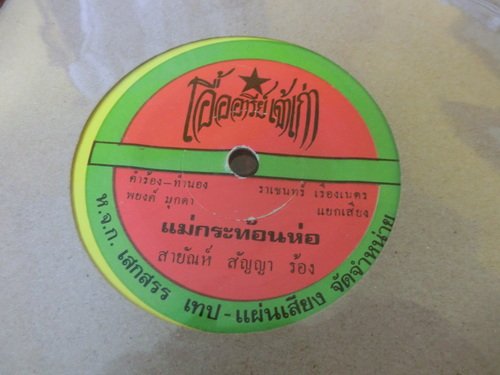 เอื้ออารีย์เจ้าเก่า
คำร้อง-ทำนอง
พยงค์ มุกดา
ราเชนทร์ เรืองเนตร
แยกเสียง
แม่กระท้อนห่อ
สายัณห์ สัญญา ร้อง
ห.จ.ก. เสกสรร เทป-แผ่นเสียง จัดจำหน่าย